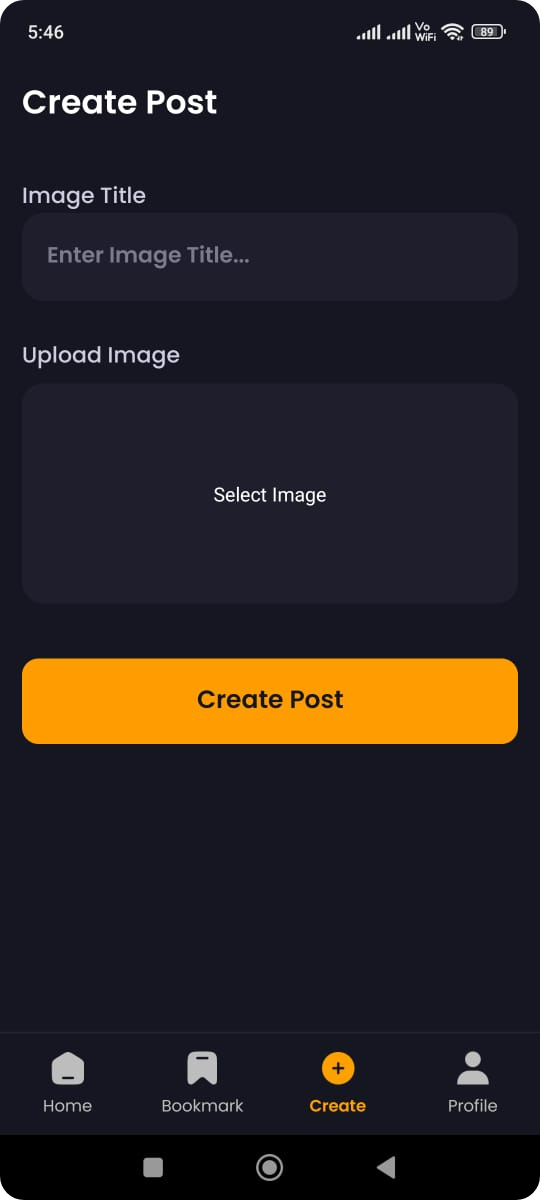 5:46
Vo
WiFi
89
Create Post
Image Title
Enter Image Title...
Upload Image
Select Image
Create Post
Home Bookmark Create Profile